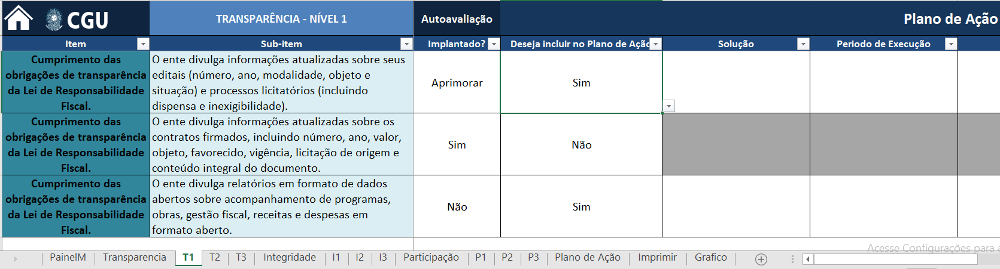 CGU
TRANSPARÊNCIA - NÍVEL 1
Autoavaliação
Plano de Ação
Item
Sub-item
Implantado?
Deseja incluir no Plano de Ação
Solução
Periodo de Execução
Cumprimento das
obrigações de transparência
da Lei de Responsabilidade
Fiscal.
O ente divulga informações atualizadas sobre seus
editais (número, ano, modalidade, objeto e
situação) e processos licitatórios (incluindo
dispensa e inexigibilidade).
Aprimorar
Sim
Cumprimento das
obrigações de transparência
da Lei de Responsabilidade
Fiscal.
O ente divulga informações atualizadas sobre os
contratos firmados, incluindo número, ano, valor,
objeto, favorecido, vigência, licitação de origem e
conteúdo integral do documento.
Sim
Não
Cumprimento das
obrigações de transparência
da Lei de Responsabilidade
Fiscal.
O ente divulga relatórios em formato de dados
abertos sobre acompanhamento de programas,
obras, gestão fiscal, receitas e despesas em
formato aberto.
Não
Sim
Acesse Configurações para a
PainelM
Transparencia
T1
T2
T3
Integridade
I1
I2
I3
Participação
P1
P2
P3
Plano de Ação
Imprimir
Grafico